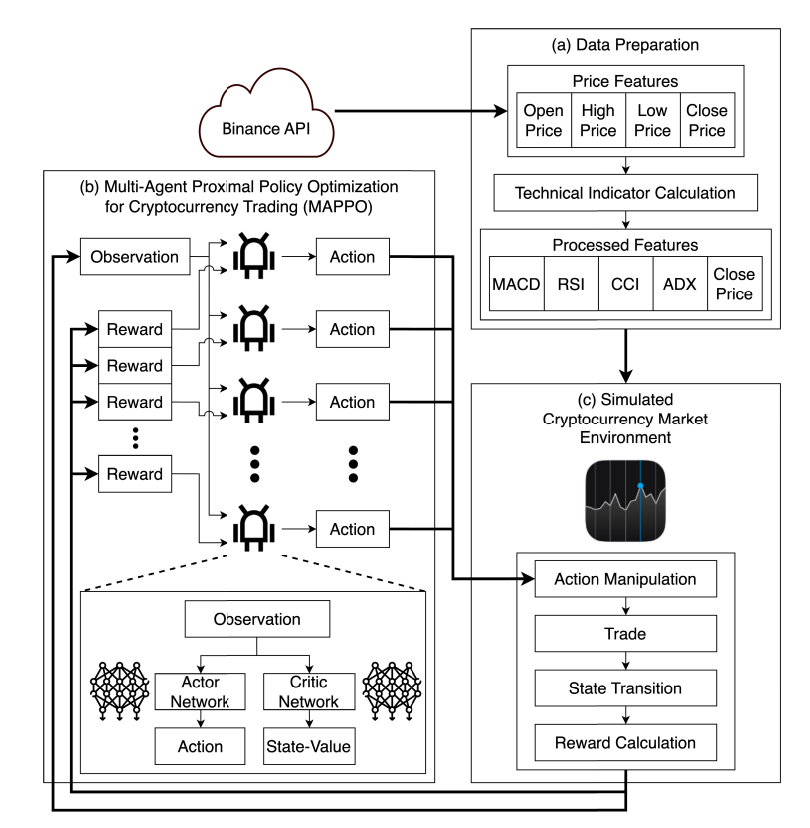 (a) Data Preparation
Price Features
Open Price
High Price
Low Price
Close Price
Binance API
Technical Indicator Calculation
Processed Features
MACD
RSI
CCI
ADX
Close Price
(b) Multi-Agent Proximal Policy Optimization
for Cryptocurrency Trading (MAPPO)
Observation
Action
Reward
Action
Reward
Reward
Action
Reward
Action
Observation
Actor
Network
Critic
Network
Action
State-Value
(c) Simulated
Cryptocurrency Market
Environment
Action Manipulation
Trade
State Transition
Reward Calculation